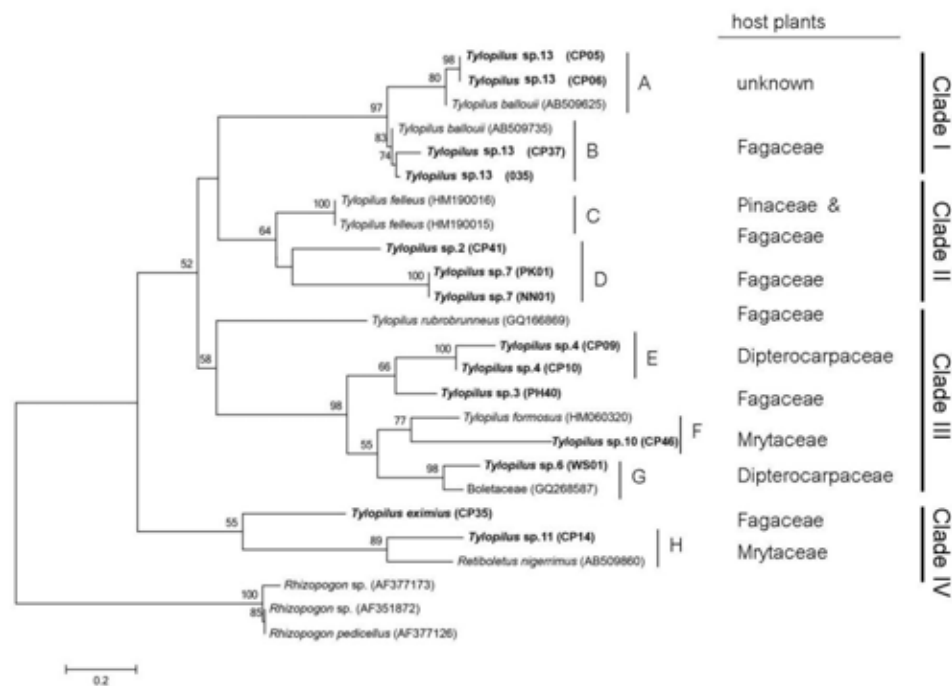 host plants
98
Tylopilus sp.13 (CP05)
80
Tylopilus sp.13 (CP06)
A
unknown
Tylopilus ballouii (AB509625)
97
Tylopilus ballouii (AB509735)
83
Tylopilus sp.13 (CP37)
B
Fagaceae
74
Tylopilus sp.13 (035)
Clade I
100
Tylopilus felleus (HM190016)
C
Pinaceae &
Tylopilus felleus (HM190015)
Fagaceae
64
Tylopilus sp.2 (CP41)
100
Tylopilus sp.7 (PK01)
D
Fagaceae
Tylopilus sp.7 (NN01)
Clade II
52
Tylopilus rubrobrunneus (GQ166869)
Fagaceae
58
100
Tylopilus sp.4 (CP09)
E
Dipterocarpaceae
Tylopilus sp.4 (CP10)
66
Tylopilus sp.3 (PH40)
Fagaceae
98
77
Tylopilus formosus (HM060320)
F
Tylopilus sp.10 (CP46)
Mrytaceae
55
98
Tylopilus sp.6 (WS01)
G
Dipterocarpaceae
Boletaceae (GQ268587)
Clade III
Tylopilus eximius (CP35)
Fagaceae
55
89
Tylopilus sp.11 (CP14)
H
Mrytaceae
Retiboletus nigerrimus (AB509860)
Clade IV
100
Rhizopogon sp. (AF377173)
85
Rhizopogon sp. (AF351872)
Rhizopogon pedicellus (AF377126)
0.2